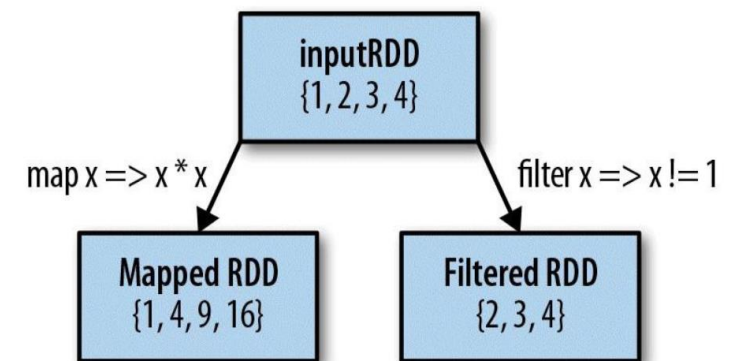 inputRDD
{1, 2, 3, 4}
map x => x * x
filter x => x != 1
Mapped RDD
{1, 4, 9, 16}
Filtered RDD
{2, 3, 4}